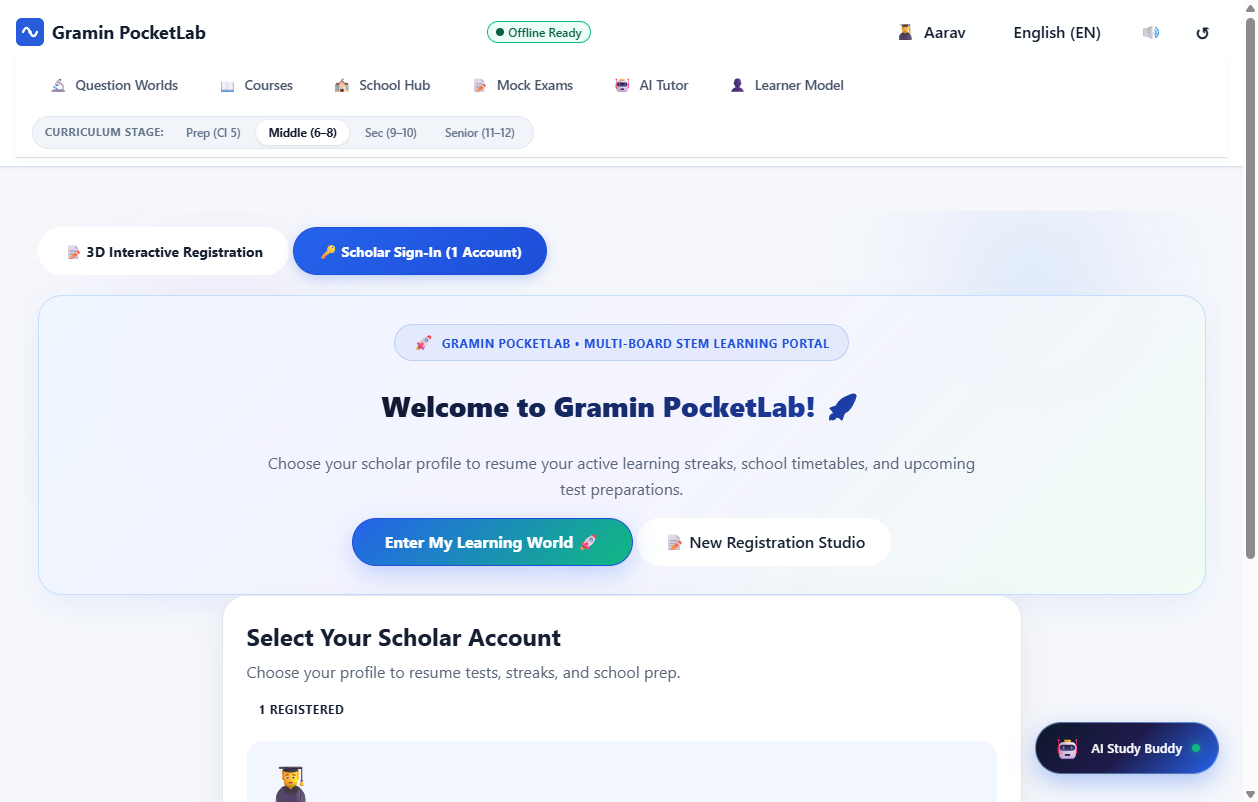 Gramin PocketLab
Offline Ready
Aarav
English (EN)
Question Worlds
Courses
School Hub
Mock Exams
AI Tutor
Learner Model
CURRICULUM STAGE:
Prep (Cl 5)
Middle (6–8)
Sec (9–10)
Senior (11–12)
3D Interactive Registration
Scholar Sign-In (1 Account)
GRAMIN POCKETLAB • MULTI-BOARD STEM LEARNING PORTAL
Welcome to Gramin PocketLab!
Choose your scholar profile to resume your active learning streaks, school timetables, and upcoming
test preparations.
Enter My Learning World
New Registration Studio
Select Your Scholar Account
Choose your profile to resume tests, streaks, and school prep.
1 REGISTERED
AI Study Buddy